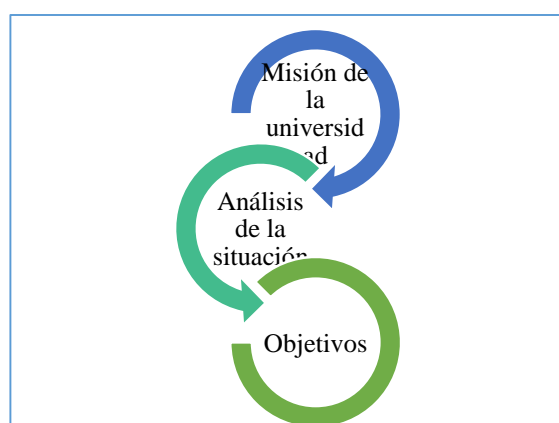 Misión de
la
universid
ad
Análisis
de la
situación
Objetivos